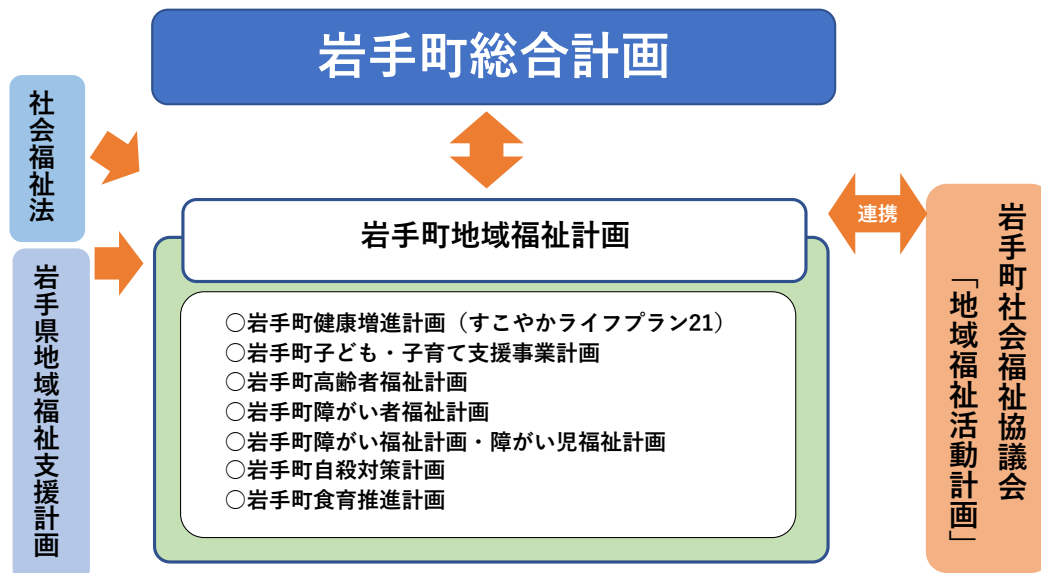 岩手町総合計画
社会福祉法
岩手県地域福祉支援計画
岩手町地域福祉計画
○岩手町健康増進計画（すこやかライフプラン21）
○岩手町子ども・子育て支援事業計画
○岩手町高齢者福祉計画
○岩手町障がい者福祉計画
○岩手町障がい福祉計画・障がい児福祉計画
○岩手町自殺対策計画
○岩手町食育推進計画
連携
岩手町社会福祉協議会
「地域福祉活動計画」